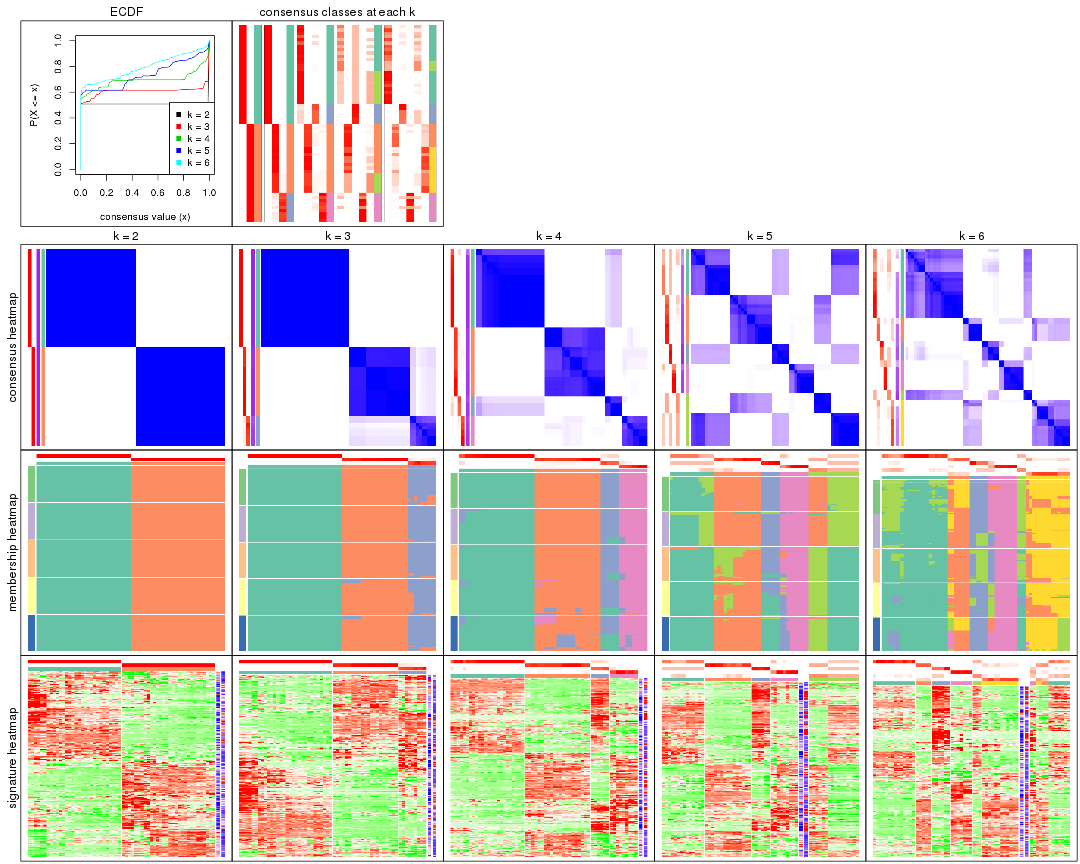 ECDF
consensus classes at each k
P(X <= x)
1.0
0.8
0.6
0.4
0.2
0.0
k = 2
k = 3
k = 4
k = 5
k = 6
0.0 0.2 0.4 0.6 0.8 1.0
consensus value (x)
k = 2 k = 3 k = 4 k = 5 k = 6
consensus heatmap
membership heatmap
signature heatmap